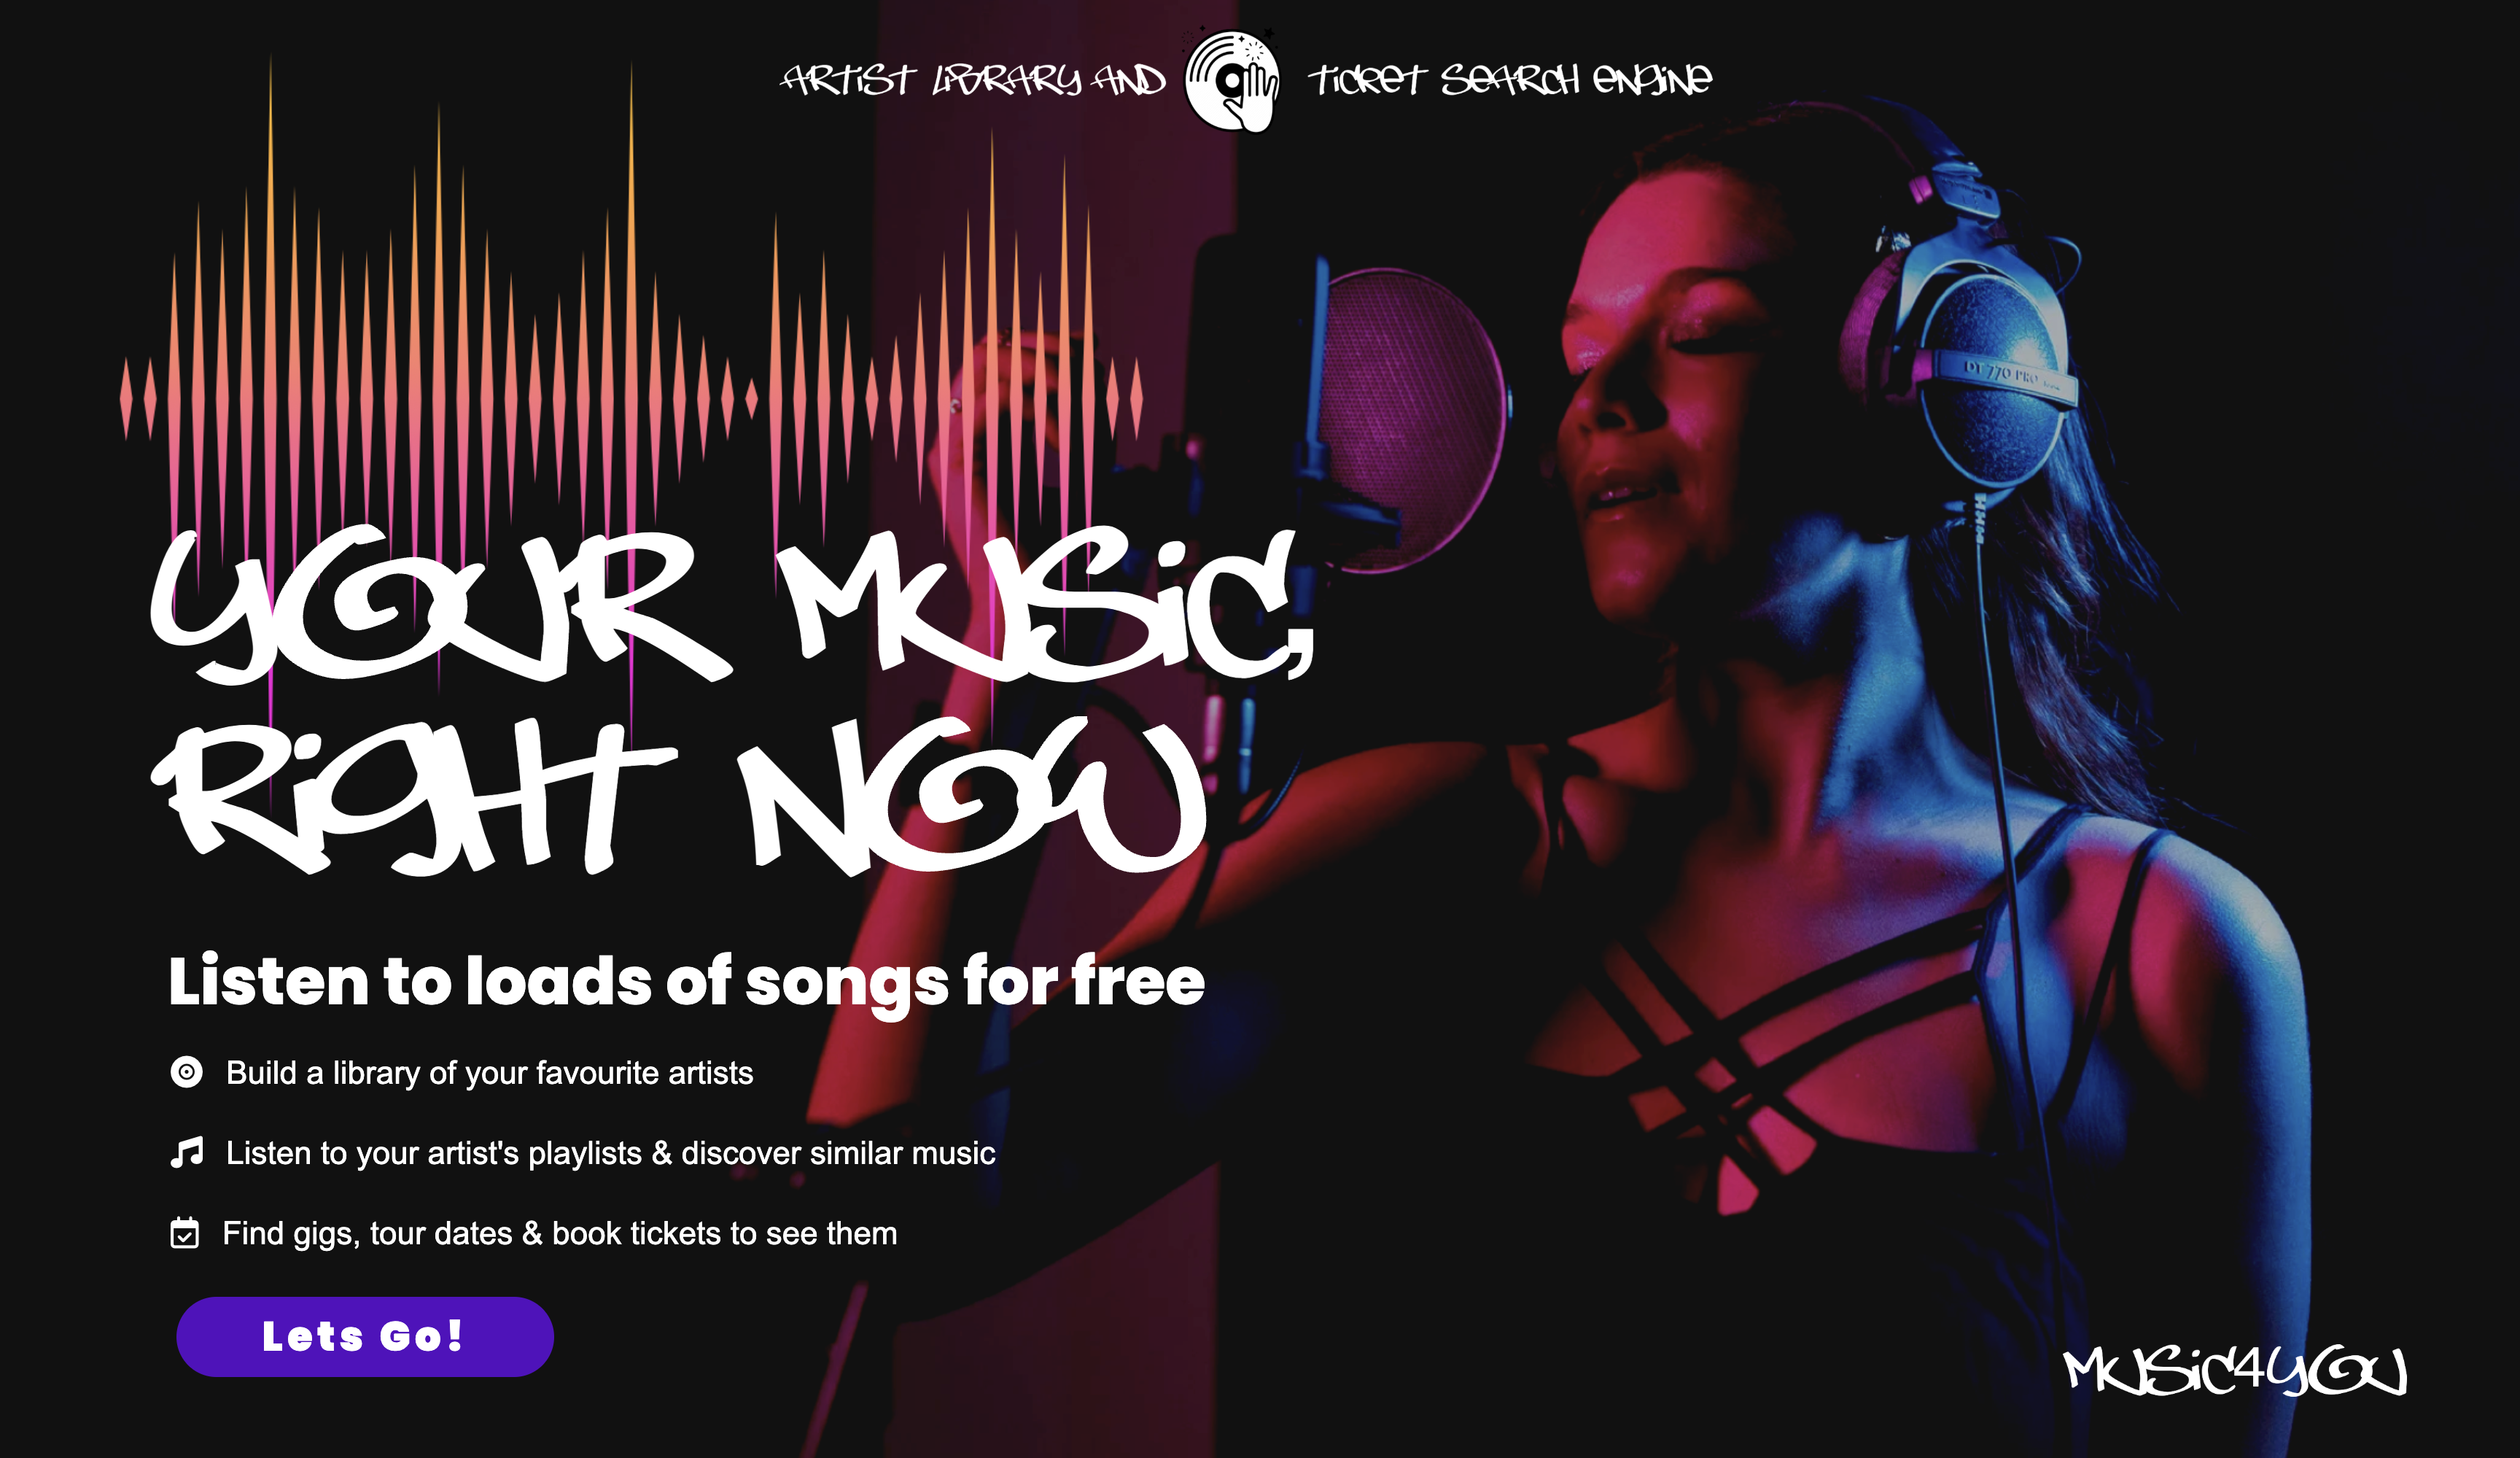 ARTiST LiBRARy AND TiCKET SEARCH ENgiNE
yOUR MUSiC,
RigHT NOW
Listen to loads of songs for free
Build a library of your favourite artists
Listen to your artist's playlists & discover similar music
Find gigs, tour dates & book tickets to see them
Lets Go!
MUSiC4yOU
DT 770 PRO